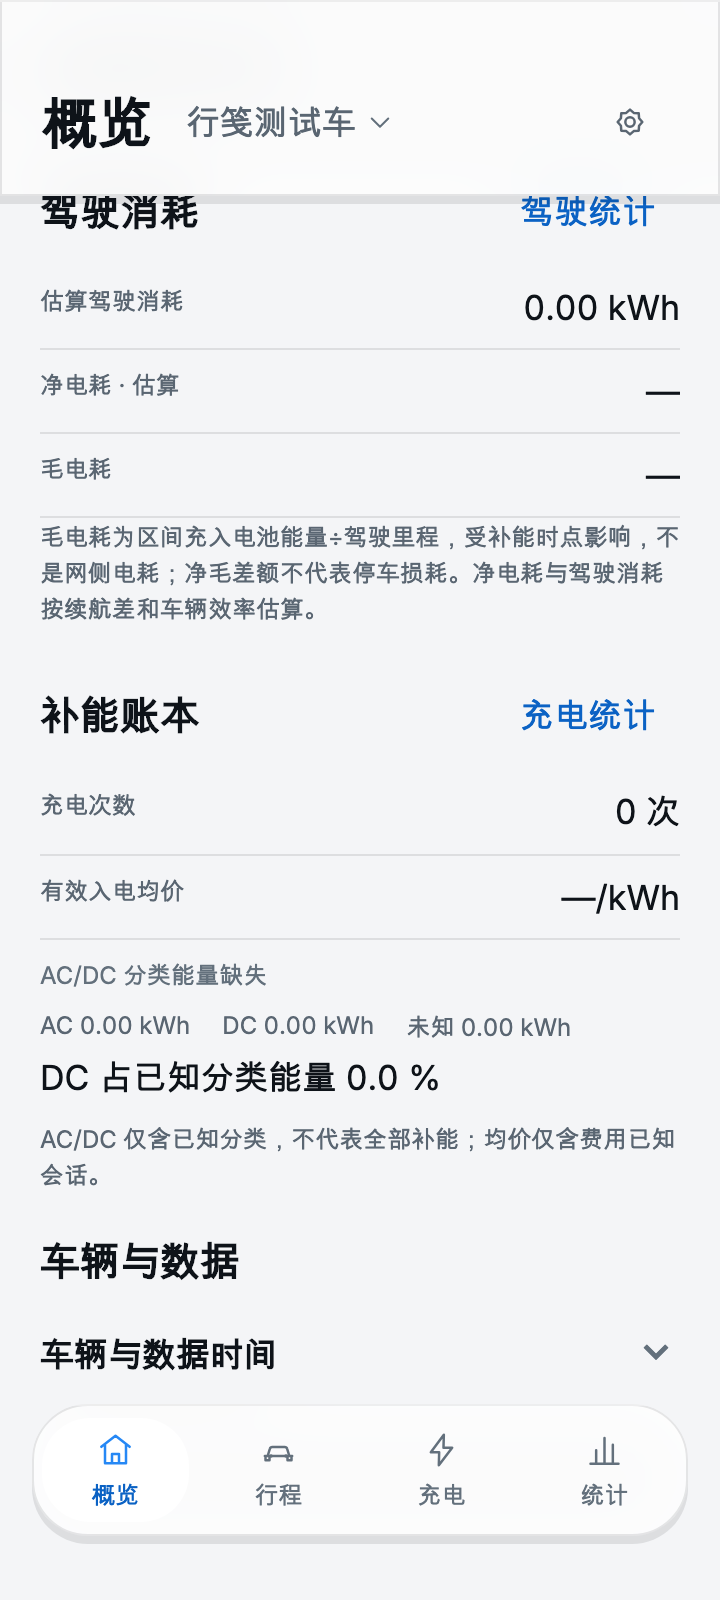 概览 行笺测试车
驾驶消耗 驾驶统计
估算驾驶消耗 0.00 kWh
净电耗 · 估算 —
毛电耗 —
毛电耗为区间充入电池能量÷驾驶里程，受补能时点影响，不
是网侧电耗；净毛差额不代表停车损耗。净电耗与驾驶消耗
按续航差和车辆效率估算。
补能账本 充电统计
充电次数 0 次
有效入电均价 —/kWh
AC/DC 分类能量缺失
AC 0.00 kWh DC 0.00 kWh 未知 0.00 kWh
DC 占已知分类能量 0.0 %
AC/DC 仅含已知分类，不代表全部补能；均价仅含费用已知
会话。
车辆与数据
车辆与数据时间
概览 行程 充电 统计